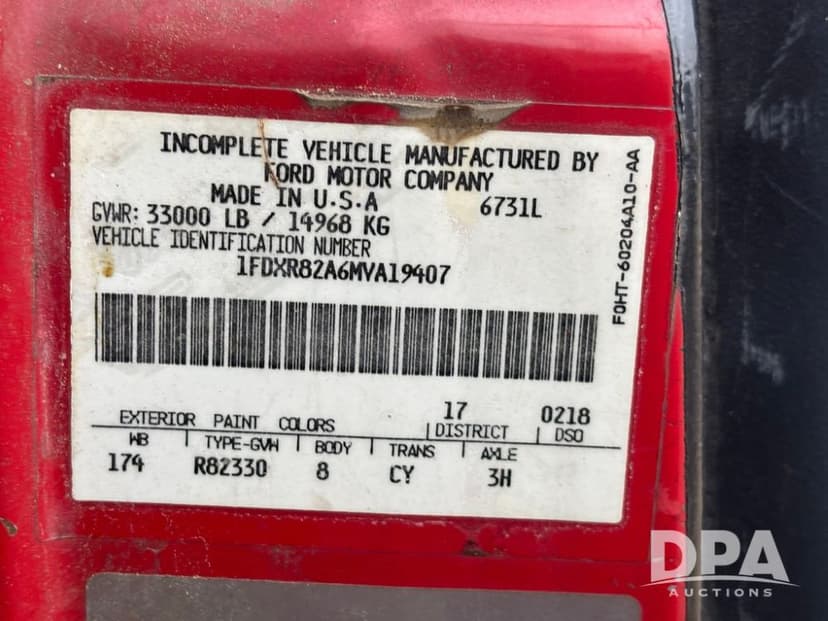 INCOMPLETE VEHICLE MANUFACTURED BY
FORD MOTOR COMPANY
MADE IN U.S.A 6731L
GVWR: 33000 LB / 14968 KG
VEHICLE IDENTIFICATION NUMBER
1FDXR82A6MVA19407
F0HT-60204A10-AA
17 0218
EXTERIOR PAINT COLORS DISTRICT DSO
WB TYPE-GVW BODY TRANS AXLE
174 R82330 8 CY 3H
DPA
AUCTIONS